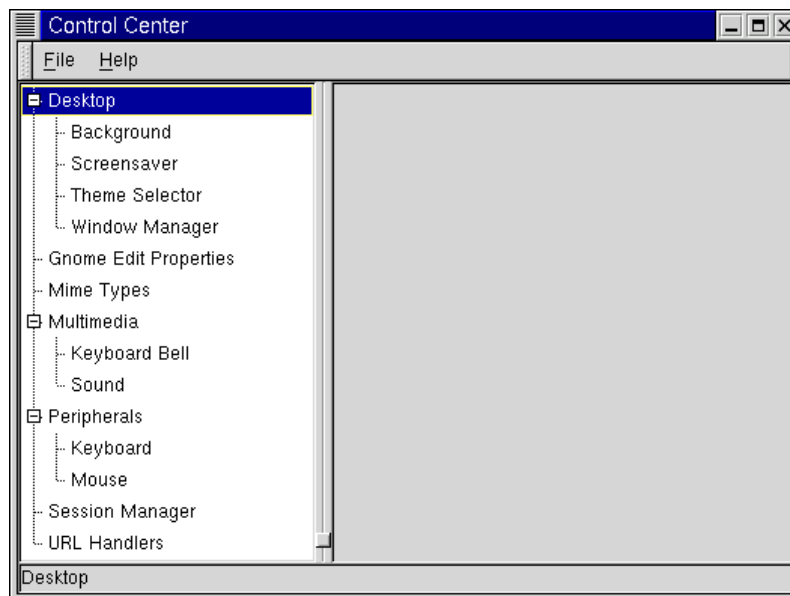 Control Center
File Help
Desktop
Background
Screensaver
Theme Selector
Window Manager
Gnome Edit Properties
Mime Types
Multimedia
Keyboard Bell
Sound
Peripherals
Keyboard
Mouse
Session Manager
URL Handlers
Desktop